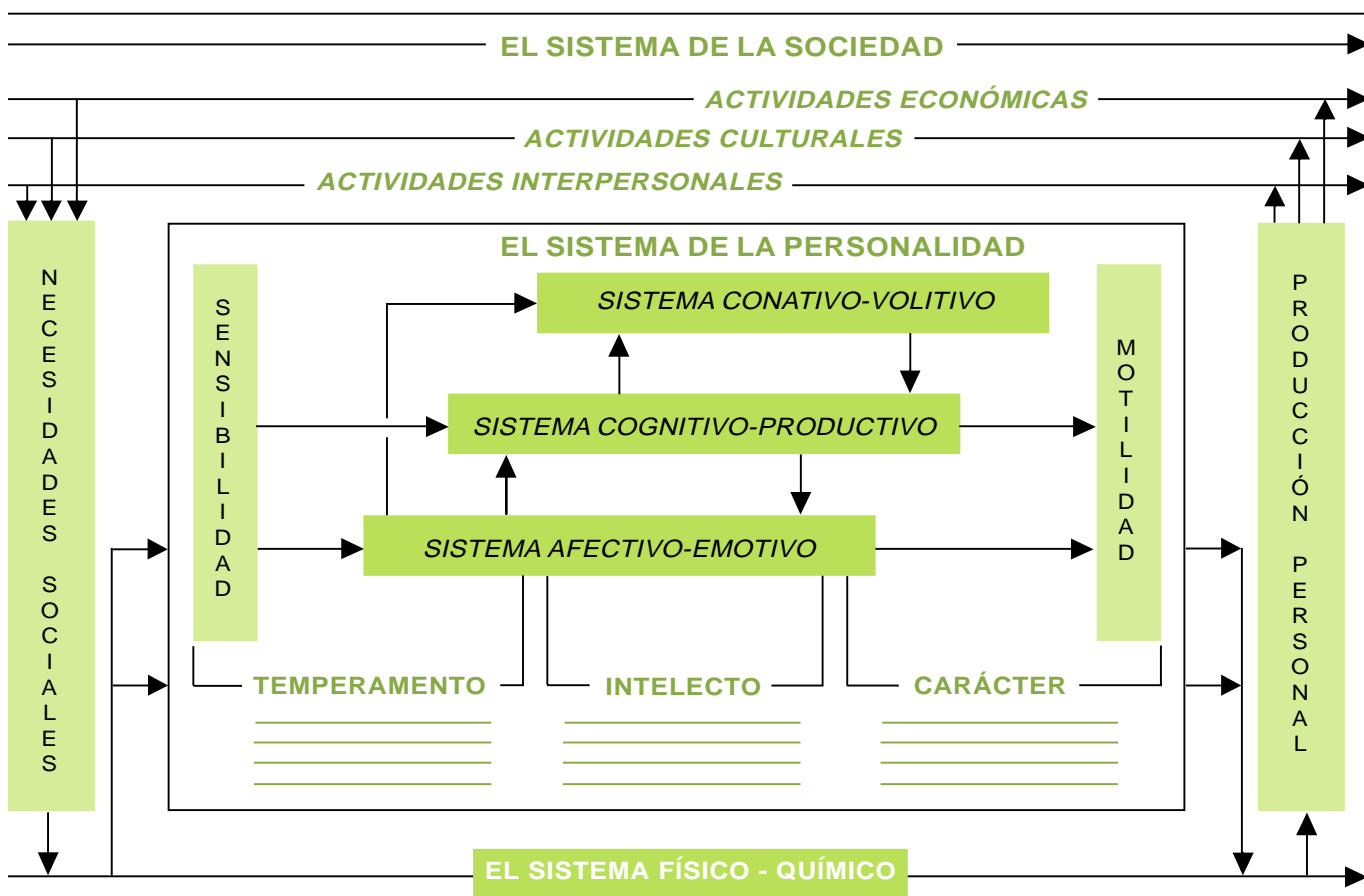 EL SISTEMA DE LA SOCIEDAD
ACTIVIDADES ECONÓMICAS
ACTIVIDADES CULTURALES
ACTIVIDADES INTERPERSONALES
NECESIDADES SOCIALES
EL SISTEMA DE LA PERSONALIDAD
SENSIBILIDAD
SISTEMA CONATIVO-VOLITIVO
SISTEMA COGNITIVO-PRODUCTIVO
SISTEMA AFECTIVO-EMOTIVO
MOTILIDAD
TEMPERAMENTO
INTELECTO
CARÁCTER
PRODUCCIÓN PERSONAL
EL SISTEMA FÍSICO - QUÍMICO